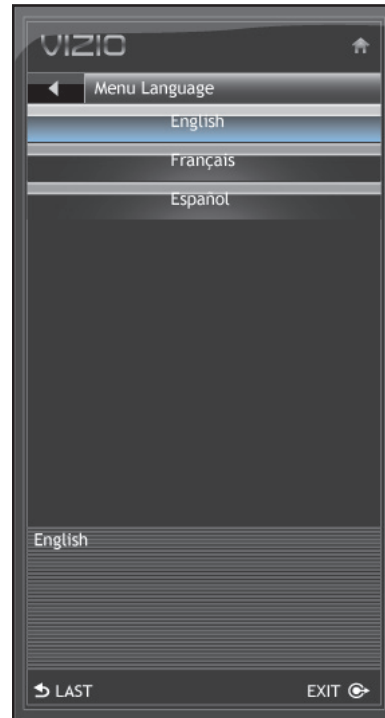 VIZIO
Menu Language
English
Français
Español
English
LAST EXIT